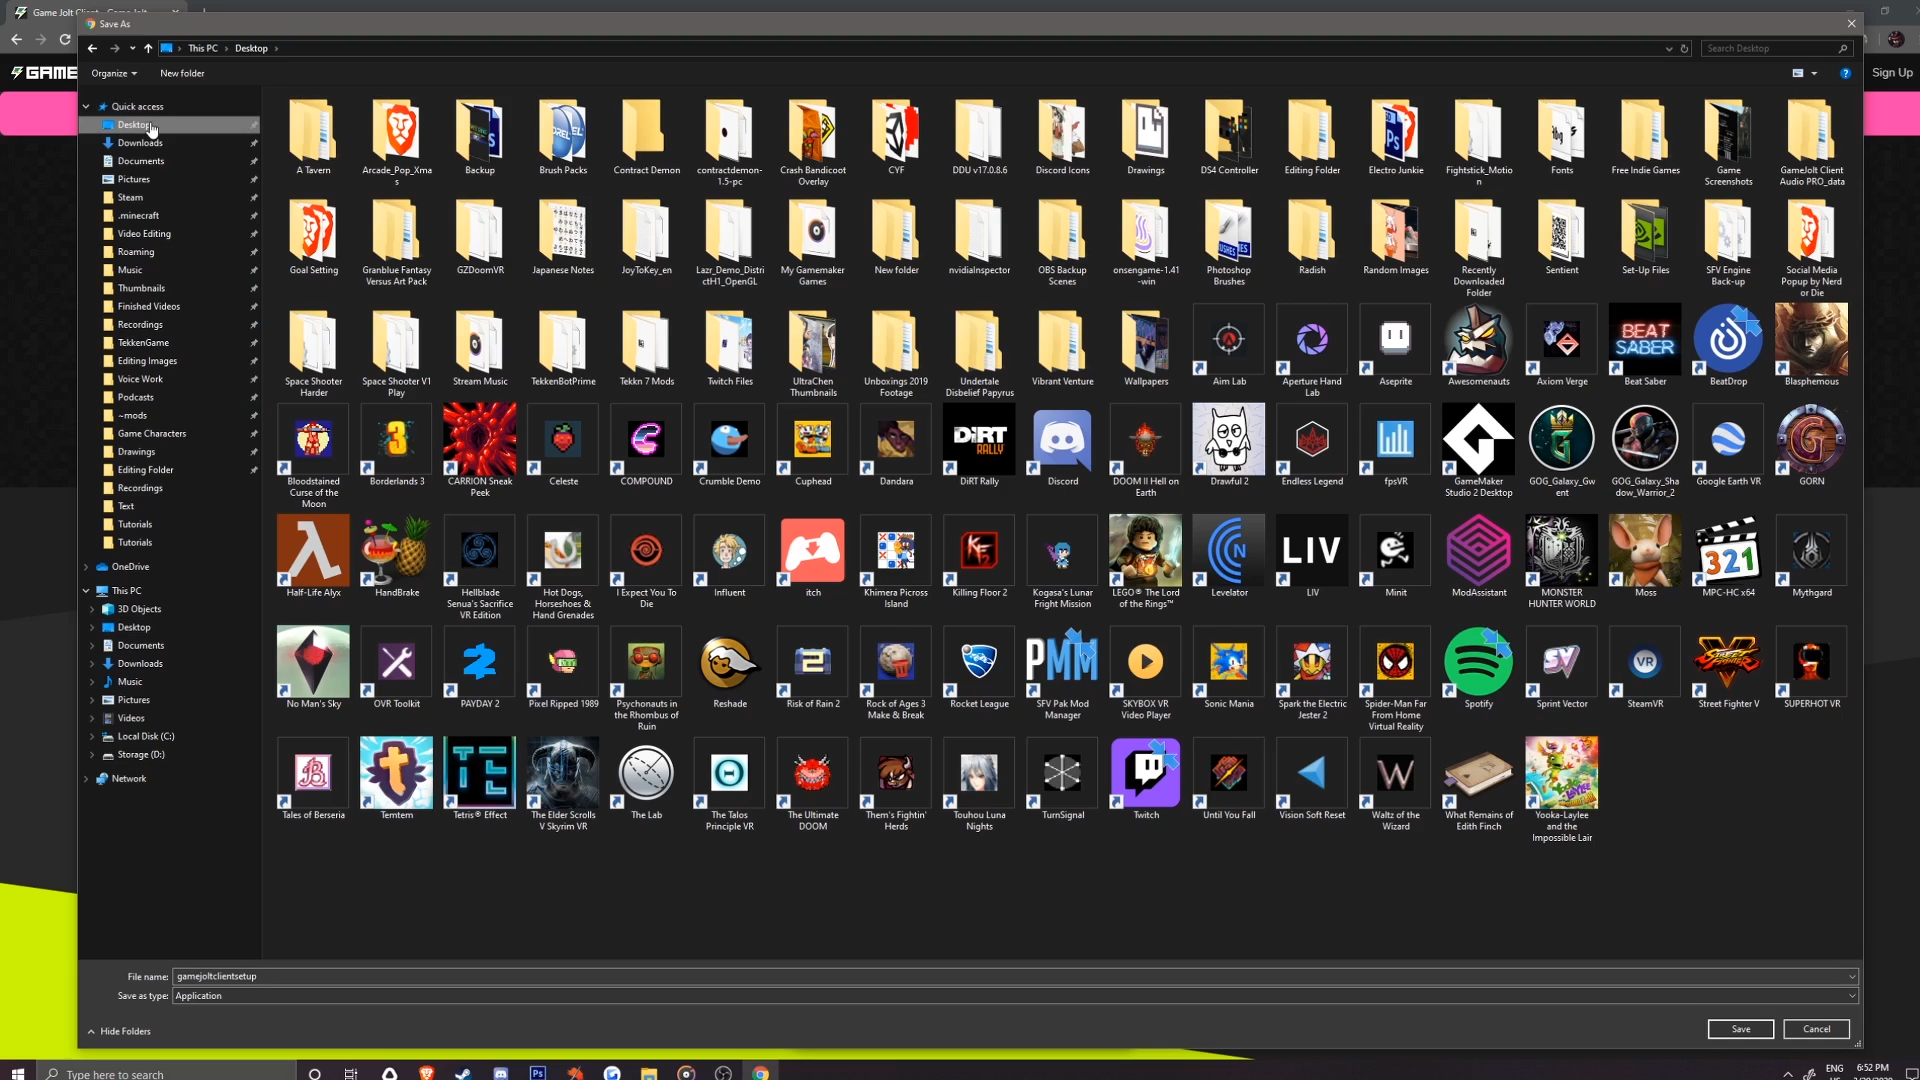 Save As
GAME
Sign Up
This PC
Desktop
Search Desktop
Organize
New folder
Quick access
Desktop
Downloads
Documents
Pictures
Steam
.minecraft
Video Editing
Roaming
Music
Thumbnails
Finished Videos
Recordings
TekkenGame
Editing Images
Voice Work
Podcasts
~mods
Game Characters
Drawings
Editing Folder
Recordings
Text
Tutorials
Tutorials
OneDrive
This PC
3D Objects
Desktop
Documents
Downloads
Music
Pictures
Videos
Local Disk (C:)
Storage (D:)
Network
A Tavern
Arcade_Pop_Xma
s
Backup
Brush Packs
Contract Demon
contractdemon-
1.5-pc
Crash Bandicoot
Overlay
CYF
DDU v17.0.8.6
Discord Icons
Drawings
DS4 Controller
Editing Folder
Electro Junkie
Fightstick_Motio
n
Fonts
Free Indie Games
Game
Screenshots
GameJolt Client
Audio PRO_data
Goal Setting
Granblue Fantasy
Versus Art Pack
GZDoomVR
Japanese Notes
JoyToKey_en
Lazr_Demo_Distri
ctH1_OpenGL
My Gamemaker
Games
New folder
nvidiaInspector
OBS Backup
Scenes
onsengame-1.41
-win
Photoshop
Brushes
Radish
Random Images
Recently
Downloaded
Folder
Sentient
Set-Up Files
SFV Engine
Back-up
Social Media
Popup by Nerd
or Die
Space Shooter
Harder
Space Shooter V1
Play
Stream Music
TekkenBotPrime
Tekkn 7 Mods
Twitch Files
UltraChen
Thumbnails
Unboxings 2019
Footage
Undertale
Disbelief Papyrus
Vibrant Venture
Wallpapers
Aim Lab
Aperture Hand
Lab
Aseprite
Awesomenauts
Axiom Verge
BEAT
SABER
Beat Saber
BeatDrop
Blasphemous
Bloodstained
Curse of the
Moon
Borderlands 3
CARRION Sneak
Peek
Celeste
COMPOUND
Crumble Demo
Cuphead
Dandara
DiRT
RALLY
DiRT Rally
Discord
DOOM II Hell on
Earth
Drawful 2
Endless Legend
fpsVR
GameMaker
Studio 2 Desktop
GOG_Galaxy_Gw
ent
GOG_Galaxy_Sha
dow_Warrior_2
Google Earth VR
GORN
Half-Life Alyx
HandBrake
Hellblade
Senua's Sacrifice
VR Edition
Hot Dogs,
Horseshoes &
Hand Grenades
I Expect You To
Die
Influent
itch
Khimera Picross
Island
Killing Floor 2
Kogasa's Lunar
Fright Mission
LEGO® The Lord
of the Rings™
Levelator
LIV
LIV
Minit
ModAssistant
MONSTER
HUNTER WORLD
Moss
321
MPC-HC x64
Mythgard
No Man's Sky
OVR Toolkit
PAYDAY 2
Pixel Ripped 1989
Psychonauts in
the Rhombus of
Ruin
Reshade
Risk of Rain 2
Rock of Ages 3
Make & Break
Rocket League
PMM
SFV Pak Mod
Manager
SKYBOX VR
Video Player
Sonic Mania
Spark the Electric
Jester 2
Spider-Man Far
From Home
Virtual Reality
Spotify
SV
Sprint Vector
VR
SteamVR
Street Fighter V
SUPERHOT VR
Tales of Berseria
Temtem
TE
Tetris® Effect
The Elder Scrolls
V Skyrim VR
The Lab
The Talos
Principle VR
The Ultimate
DOOM
Them's Fightin'
Herds
Touhou Luna
Nights
TurnSignal
Twitch
Until You Fall
Vision Soft Reset
Waltz of the
Wizard
What Remains of
Edith Finch
Yooka-Laylee
and the
Impossible Lair
File name: gamejoltclientsetup
Save as type: Application
Hide Folders
Save
Cancel
Type here to search
ENG
6:52 PM